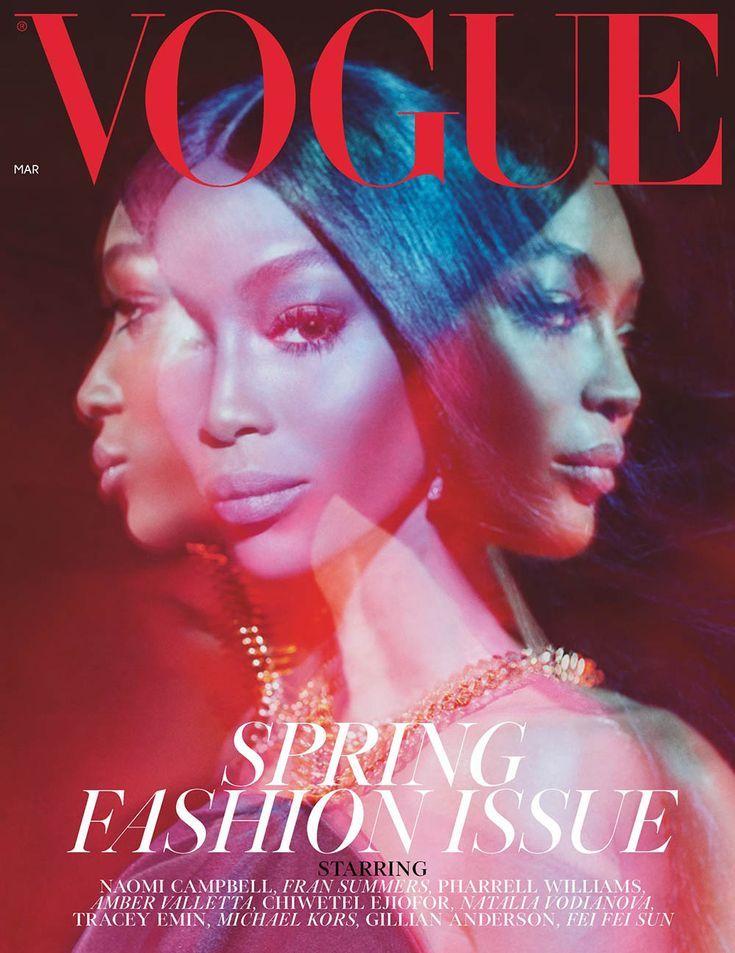 VOGUE
®
MAR
SPRING
FASHION ISSUE
STARRING
NAOMI CAMPBELL, FRAN SUMMERS, PHARRELL WILLIAMS,
AMBER VALLETTA, CHIWETEL EJIOFOR, NATALIA VODIANOVA,
TRACEY EMIN, MICHAEL KORS, GILLIAN ANDERSON, FEI FEI SUN